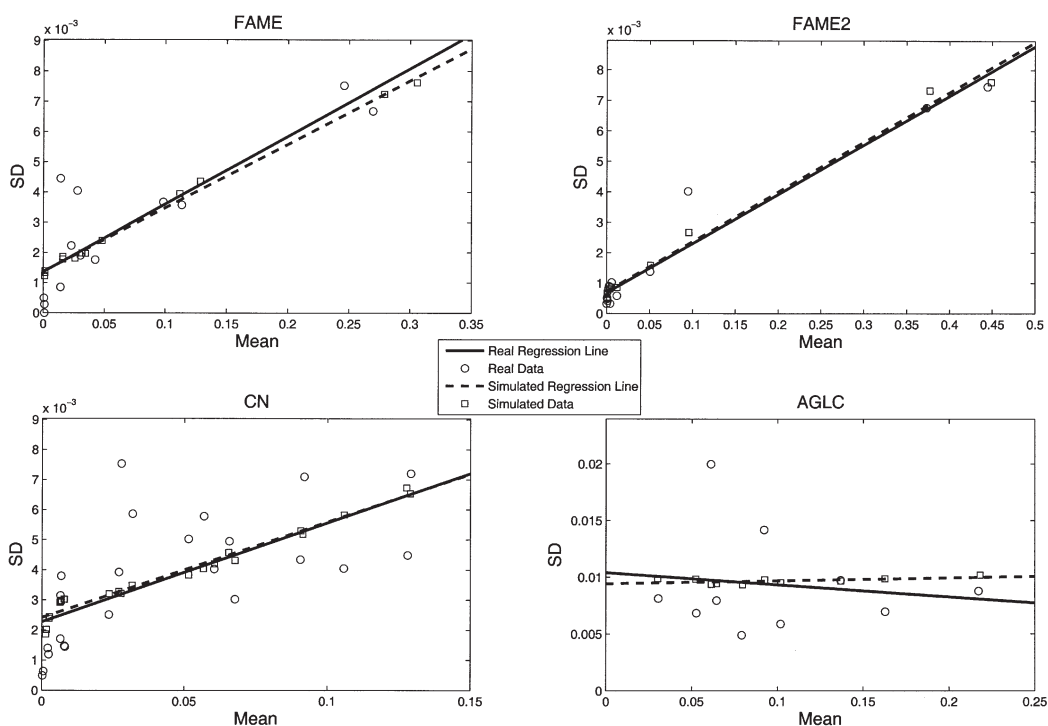 FAME
FAME2
x 10⁻³
x 10⁻³
9
8
7
6
5
4
3
2
1
0
SD
0 0.05 0.1 0.15 0.2 0.25 0.3 0.35
Mean
9
8
7
6
5
4
3
2
1
0
SD
0 0.05 0.1 0.15 0.2 0.25 0.3 0.35 0.4 0.45 0.5
Mean
Real Regression Line
Real Data
Simulated Regression Line
Simulated Data
CN
x 10⁻³
9
8
7
6
5
4
3
2
1
0
SD
0 0.05 0.1 0.15
Mean
AGLC
0.02
0.015
0.01
0.005
0
SD
0 0.05 0.1 0.15 0.2 0.25
Mean